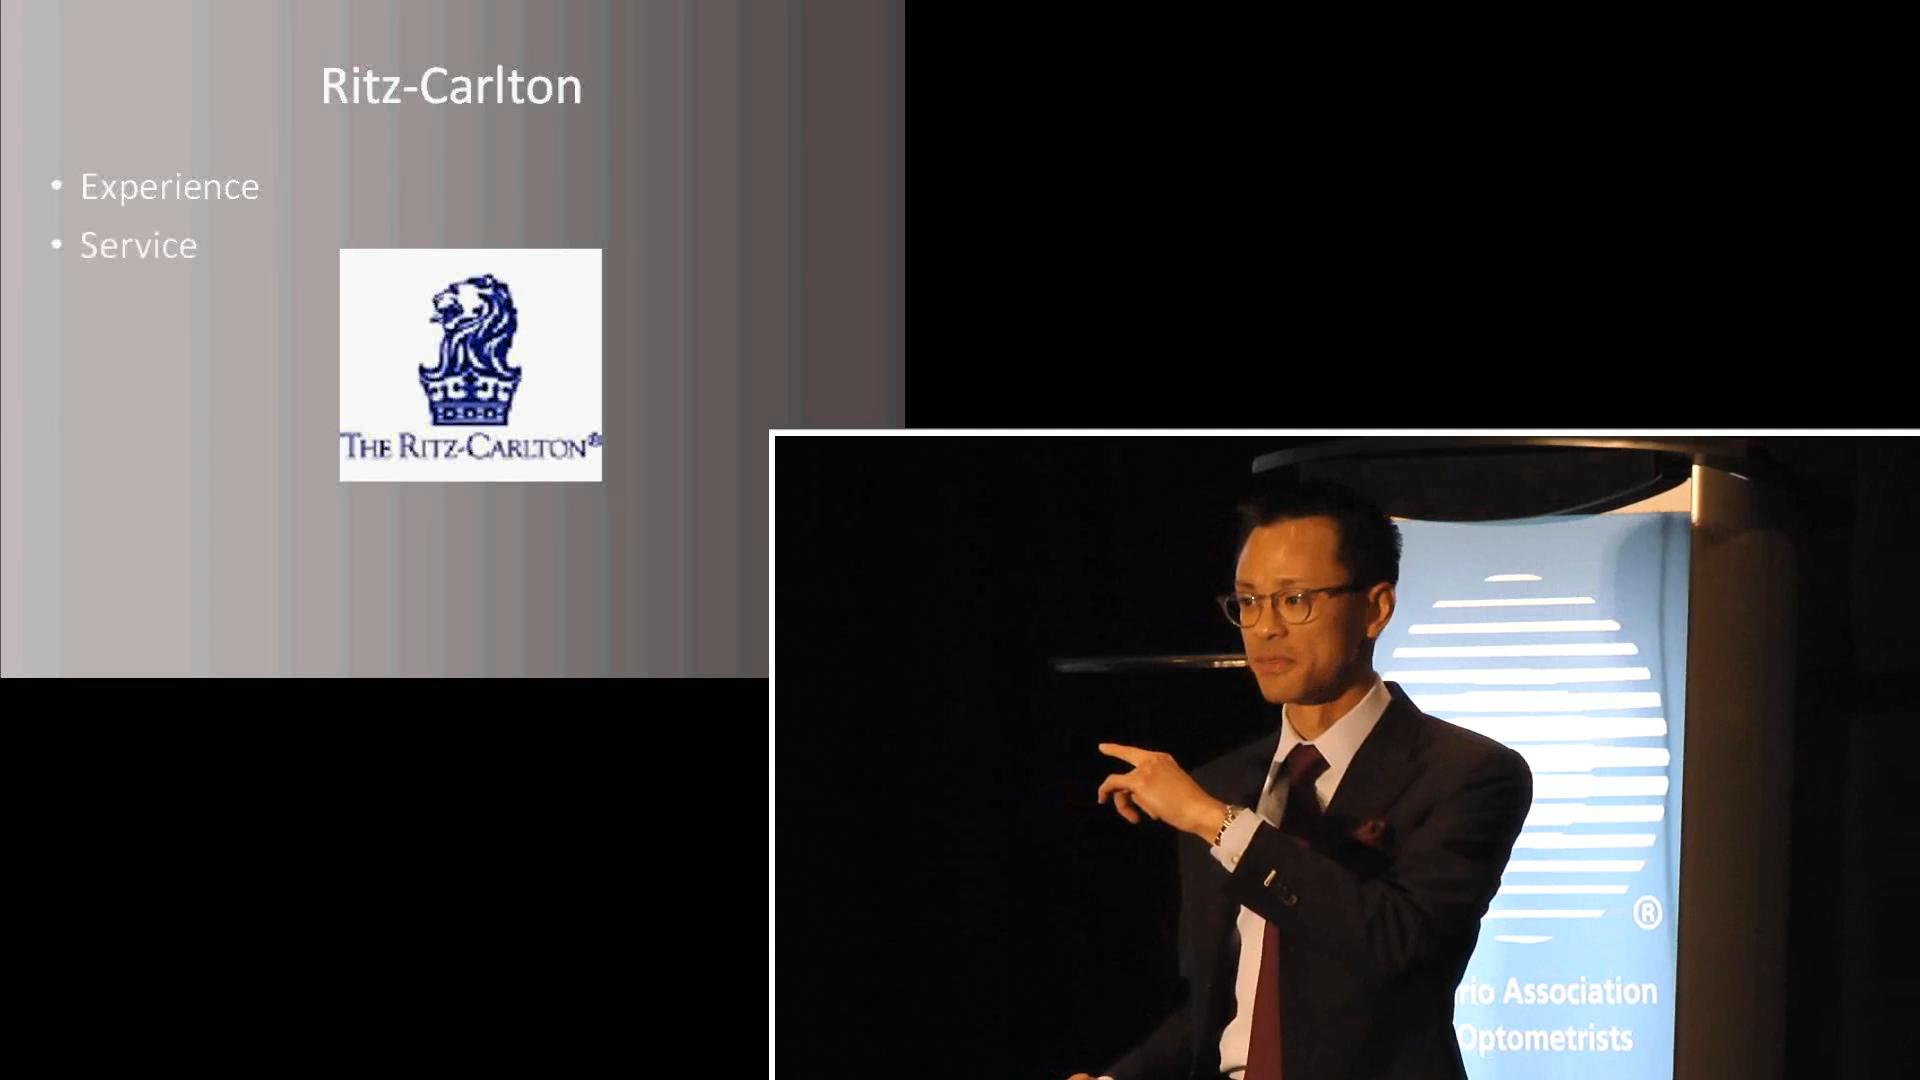 Ritz-Carlton
• Experience
• Service
THE RITZ-CARLTON®
®
rio Association
Optometrists